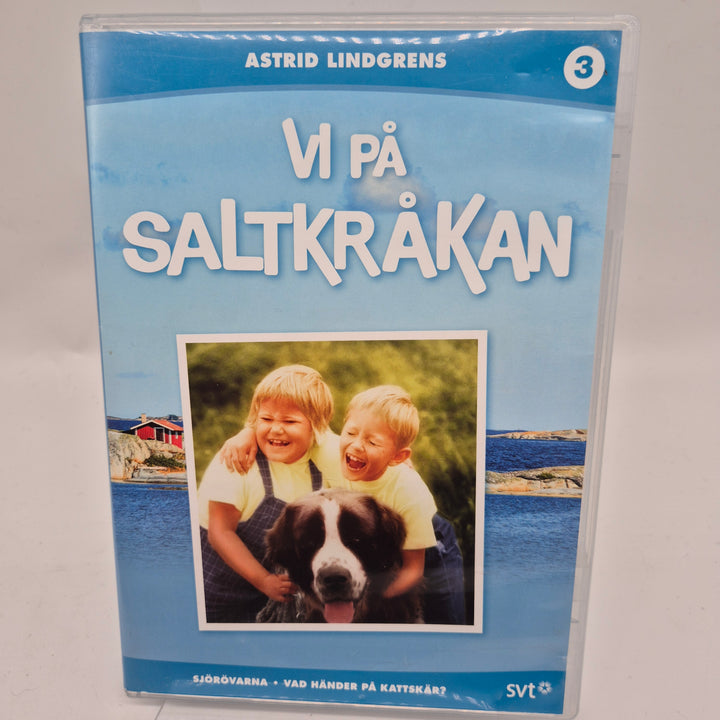 ASTRID LINDGRENS
3
VI PÅ
SALTKRÅKAN
SJÖRÖVARNA • VAD HÄNDER PÅ KATTSKÄR?
svt